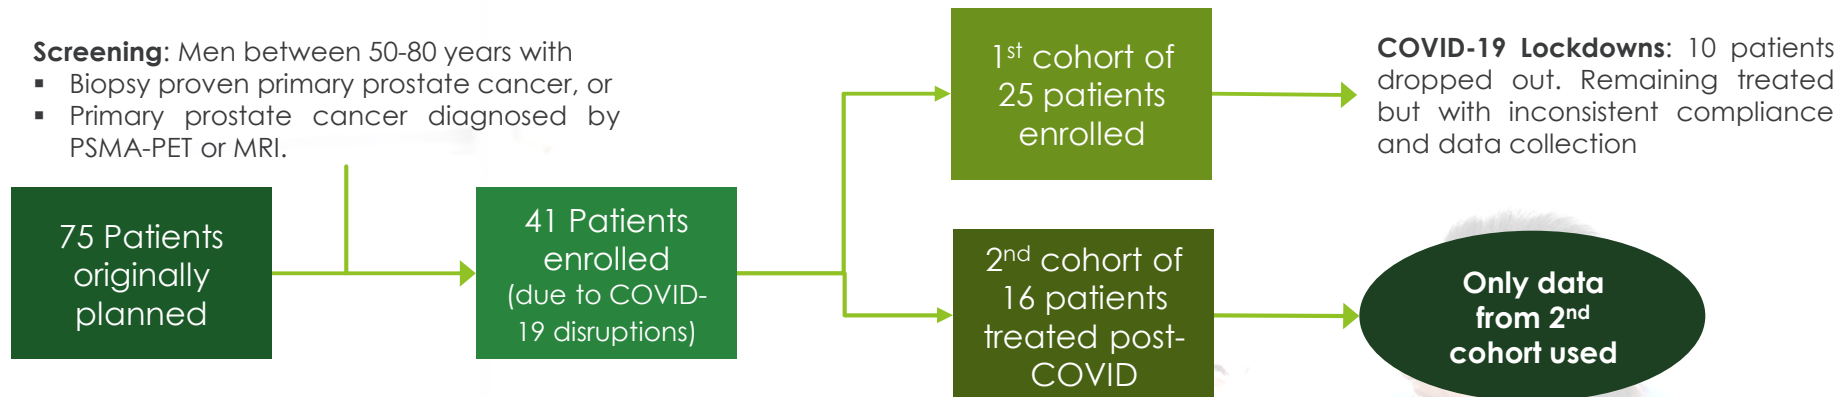 Screening: Men between 50-80 years with
▪ Biopsy proven primary prostate cancer, or
▪ Primary prostate cancer diagnosed by
PSMA-PET or MRI.
75 Patients
originally
planned
41 Patients
enrolled
(due to COVID-
19 disruptions)
1st cohort of
25 patients
enrolled
COVID-19 Lockdowns: 10 patients
dropped out. Remaining treated
but with inconsistent compliance
and data collection
2nd cohort of
16 patients
treated post-
COVID
Only data
from 2nd
cohort used